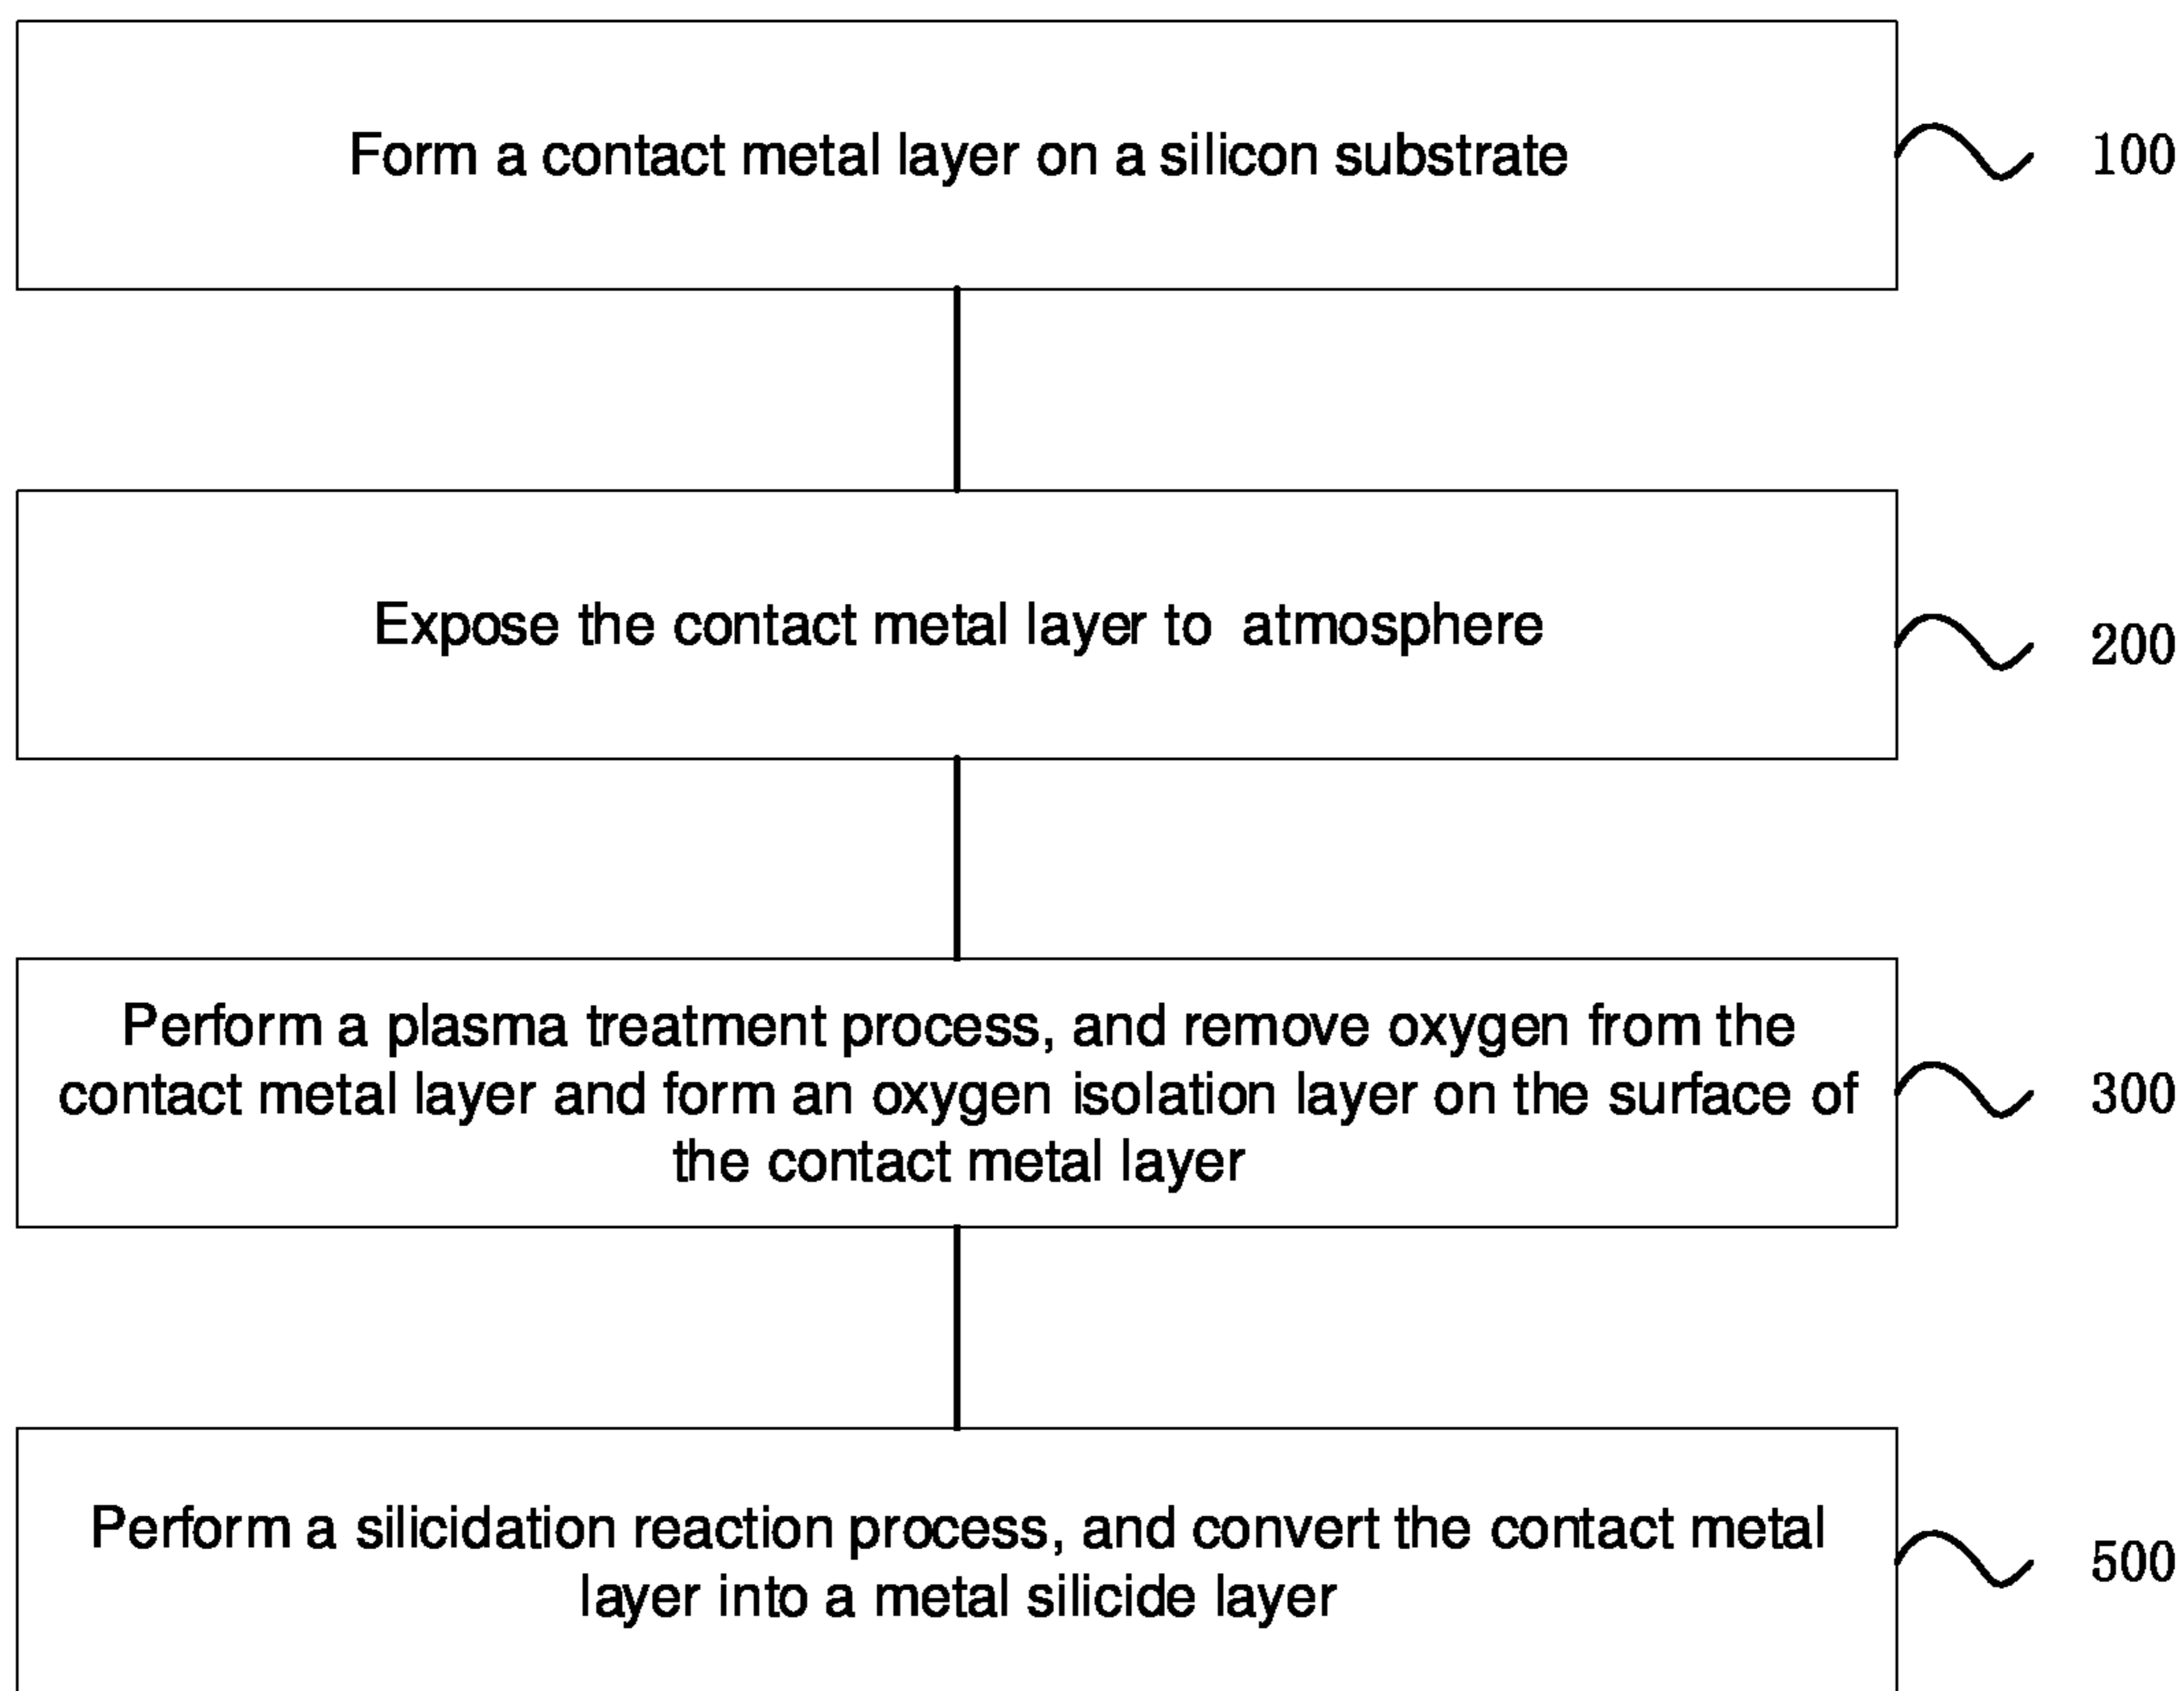 Form a contact metal layer on a silicon substrate
100
Expose the contact metal layer to atmosphere
200
Perform a plasma treatment process, and remove oxygen from the
contact metal layer and form an oxygen isolation layer on the surface of
the contact metal layer
300
Perform a silicidation reaction process, and convert the contact metal
layer into a metal silicide layer
500